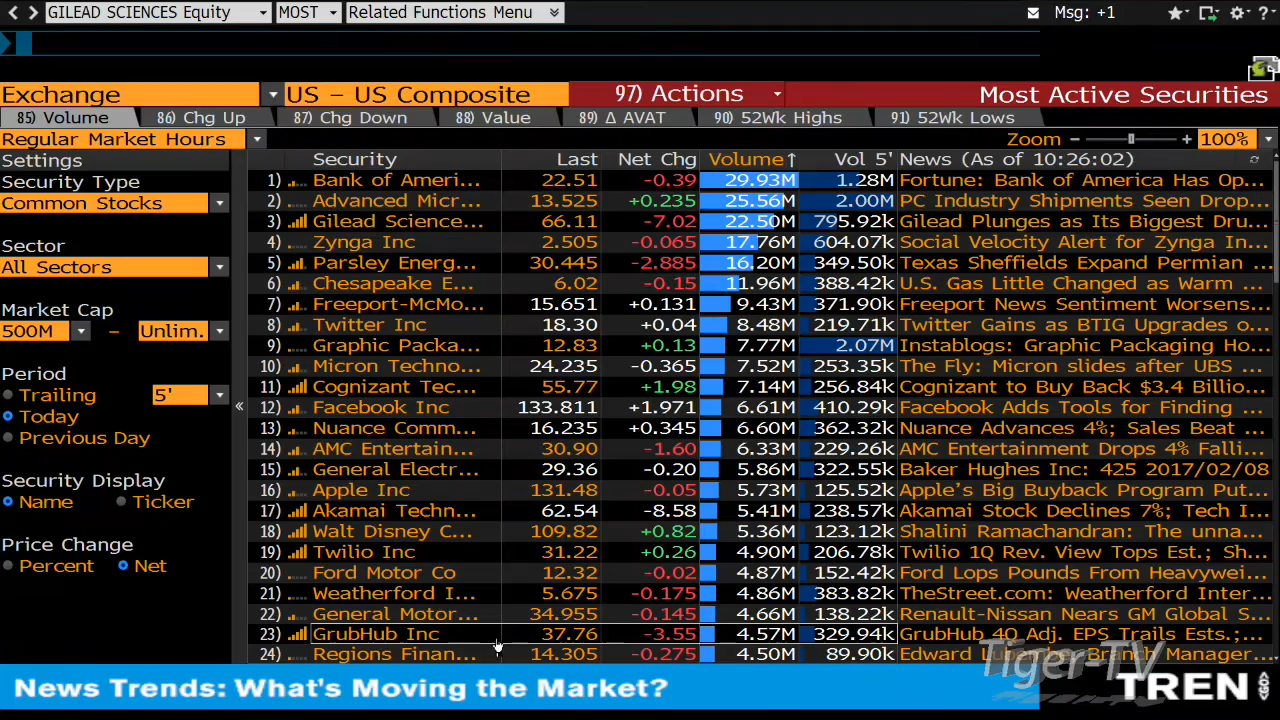 GILEAD SCIENCES Equity MOST Related Functions Menu Msg: +1
Exchange US – US Composite 97) Actions Most Active Securities
85) Volume 86) Chg Up 87) Chg Down 88) Value 89) Δ AVAT 90) 52Wk Highs 91) 52Wk Lows
Regular Market Hours Zoom – + 100%
Settings
Security Type
Common Stocks
Sector
All Sectors
Market Cap
500M – Unlim.
Period
Trailing 5'
Today
Previous Day
Security Display
Name Ticker
Price Change
Percent Net
Security Last Net Chg Volume↑ Vol 5' News (As of 10:26:02)
1) Bank of Ameri... 22.51 -0.39 29.93M 1.28M Fortune: Bank of America Has Op...
2) Advanced Micr... 13.525 +0.235 25.56M 2.00M PC Industry Shipments Seen Drop...
3) Gilead Science... 66.11 -7.02 22.50M 795.92k Gilead Plunges as Its Biggest Dru...
4) Zynga Inc 2.505 -0.065 17.76M 604.07k Social Velocity Alert for Zynga In...
5) Parsley Energ... 30.445 -2.885 16.20M 349.50k Texas Sheffields Expand Permian ...
6) Chesapeake E... 6.02 -0.15 11.96M 388.42k U.S. Gas Little Changed as Warm ...
7) Freeport-McMo... 15.651 +0.131 9.43M 371.90k Freeport News Sentiment Worsens...
8) Twitter Inc 18.30 +0.04 8.48M 219.71k Twitter Gains as BTIG Upgrades o...
9) Graphic Packa... 12.83 +0.13 7.77M 2.07M Instablogs: Graphic Packaging Ho...
10) Micron Techno... 24.235 -0.365 7.52M 253.35k The Fly: Micron slides after UBS ...
11) Cognizant Tec... 55.77 +1.98 7.14M 256.84k Cognizant to Buy Back $3.4 Billio...
12) Facebook Inc 133.811 +1.971 6.61M 410.29k Facebook Adds Tools for Finding ...
13) Nuance Comm... 16.235 +0.345 6.60M 362.32k Nuance Advances 4%; Sales Beat ...
14) AMC Entertain... 30.90 -1.60 6.33M 229.26k AMC Entertainment Drops 4% Falli...
15) General Electr... 29.36 -0.20 5.86M 322.55k Baker Hughes Inc: 425 2017/02/08
16) Apple Inc 131.48 -0.05 5.73M 125.52k Apple's Big Buyback Program Put...
17) Akamai Techn... 62.54 -8.58 5.41M 238.57k Akamai Stock Declines 7%; Tech I...
18) Walt Disney C... 109.82 +0.82 5.36M 123.12k Shalini Ramachandran: The unna...
19) Twilio Inc 31.22 +0.26 4.90M 206.78k Twilio 1Q Rev. View Tops Est.; Sh...
20) Ford Motor Co 12.32 -0.02 4.87M 152.42k Ford Lops Pounds From Heavywei...
21) Weatherford I... 5.675 -0.175 4.86M 383.82k TheStreet.com: Weatherford Inter...
22) General Motor... 34.955 -0.145 4.66M 138.22k Renault-Nissan Nears GM Global S...
23) GrubHub Inc 37.76 -3.55 4.57M 329.94k GrubHub 4Q Adj. EPS Trails Ests.;...
24) Regions Finan... 14.305 -0.275 4.50M 89.90k Edward Branch Manager...
Tiger-TV
News Trends: What's Moving the Market? TREN